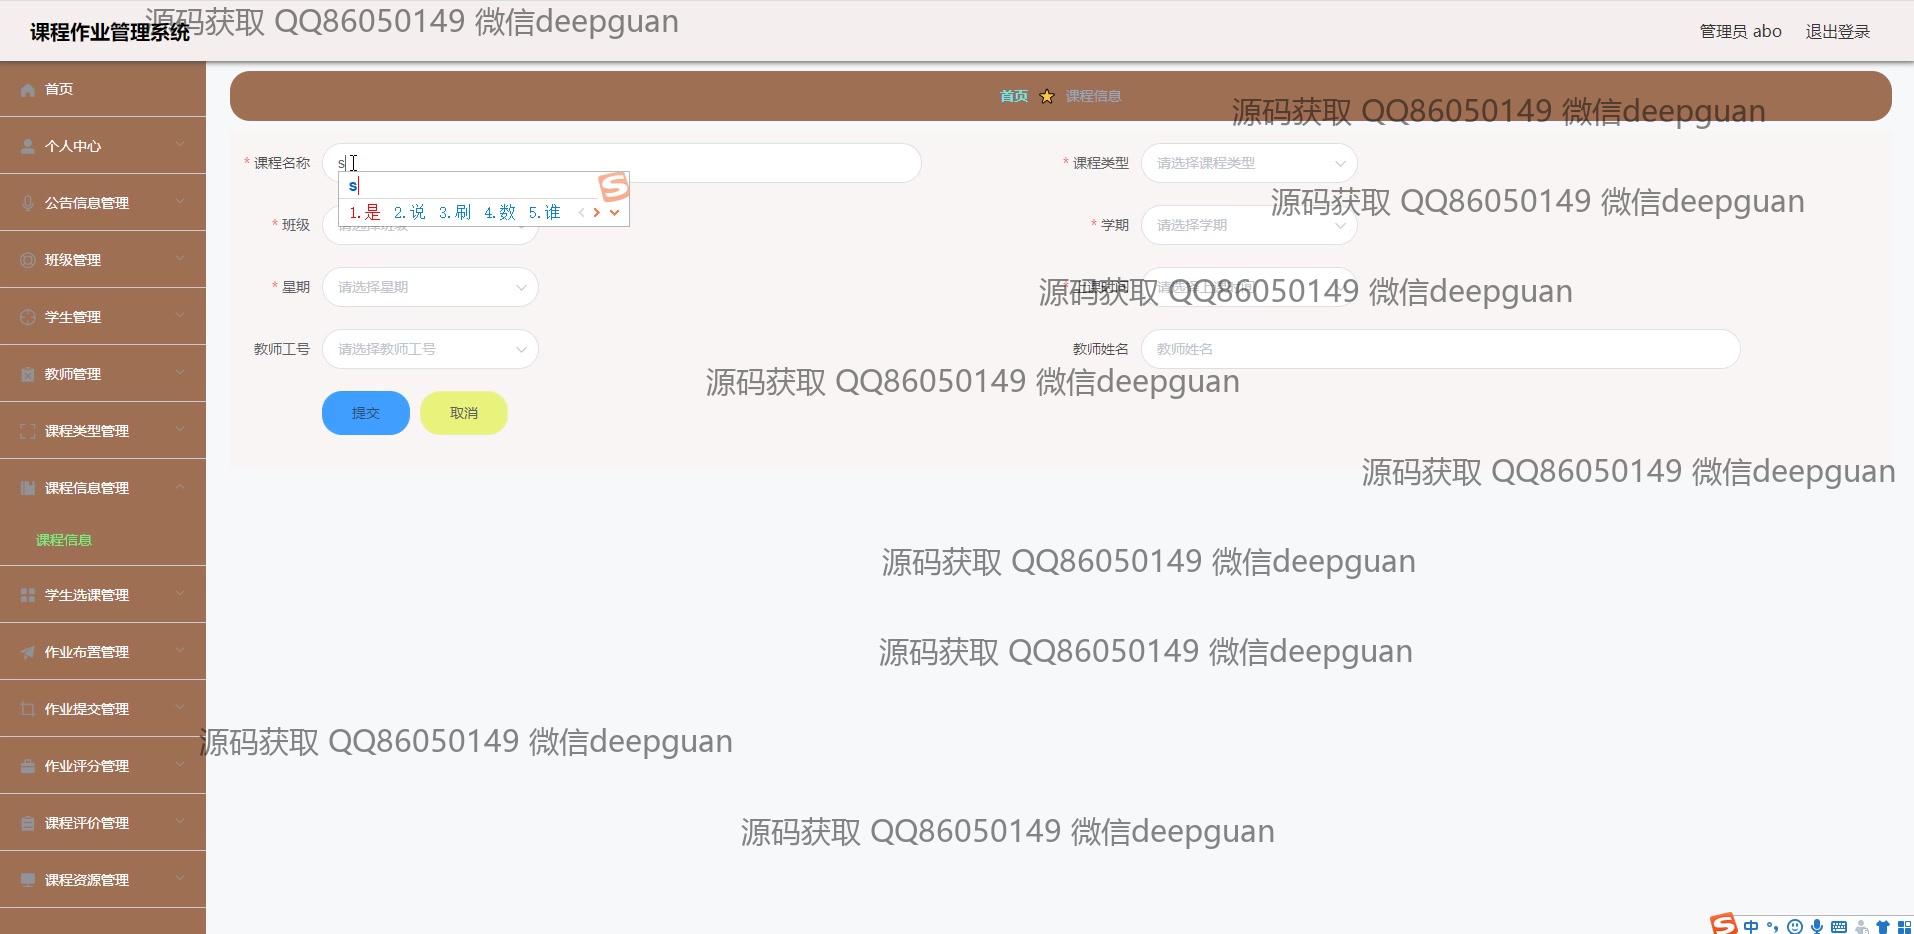 课程作业管理系统
源码获取 QQ86050149 微信deepguan
管理员 abo 退出登录
首页
个人中心
公告信息管理
班级管理
学生管理
教师管理
课程类型管理
课程信息管理
课程信息
学生选课管理
作业布置管理
作业提交管理
作业评分管理
课程评价管理
课程资源管理
首页 课程信息
源码获取 QQ86050149 微信deepguan
* 课程名称 s
* 课程类型 请选择课程类型
s
1.是 2.说 3.刷 4.数 5.谁
源码获取 QQ86050149 微信deepguan
* 班级
* 学期 请选择学期
* 星期 请选择星期
* 上课时间
源码获取 QQ86050149 微信deepguan
教师工号 请选择教师工号
教师姓名 教师姓名
源码获取 QQ86050149 微信deepguan
提交 取消
源码获取 QQ86050149 微信deepguan
源码获取 QQ86050149 微信deepguan
源码获取 QQ86050149 微信deepguan
源码获取 QQ86050149 微信deepguan
源码获取 QQ86050149 微信deepguan
中